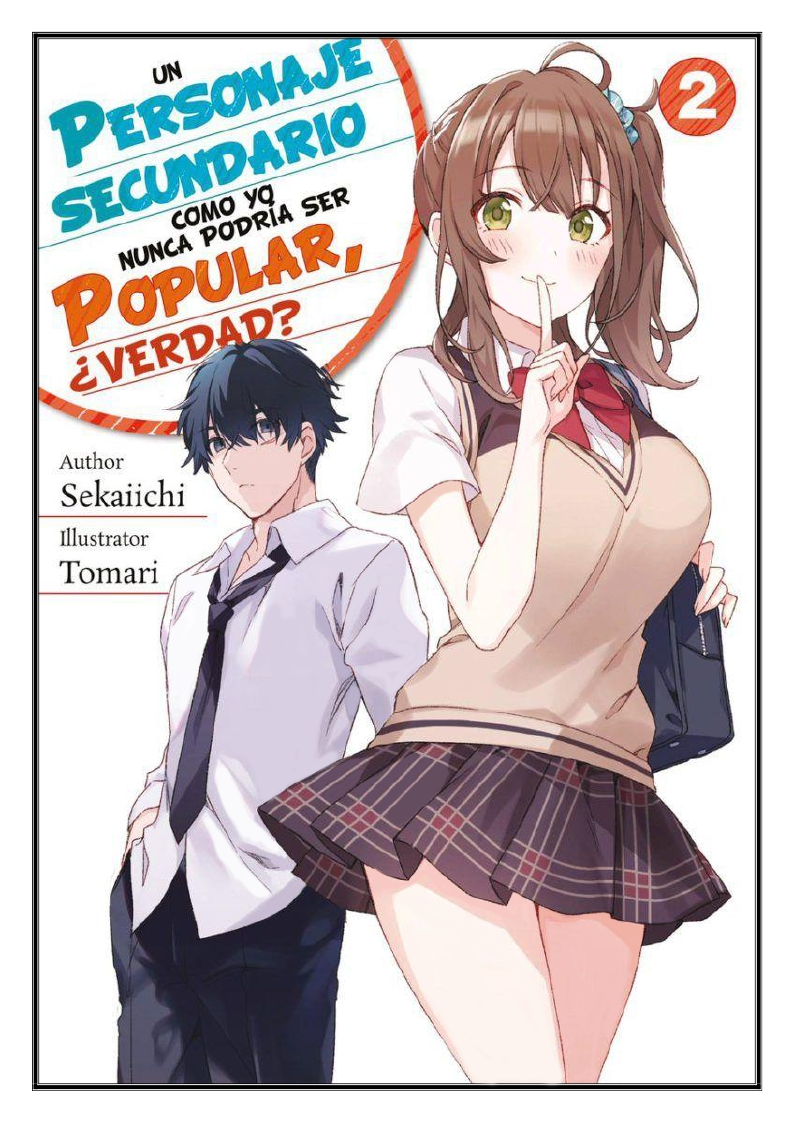 UN
PERSONAJE
SECUNDARIO
COMO YO
NUNCA PODRÍA SER
POPULAR,
¿VERDAD?
2
Author
Sekaiichi
Illustrator
Tomari